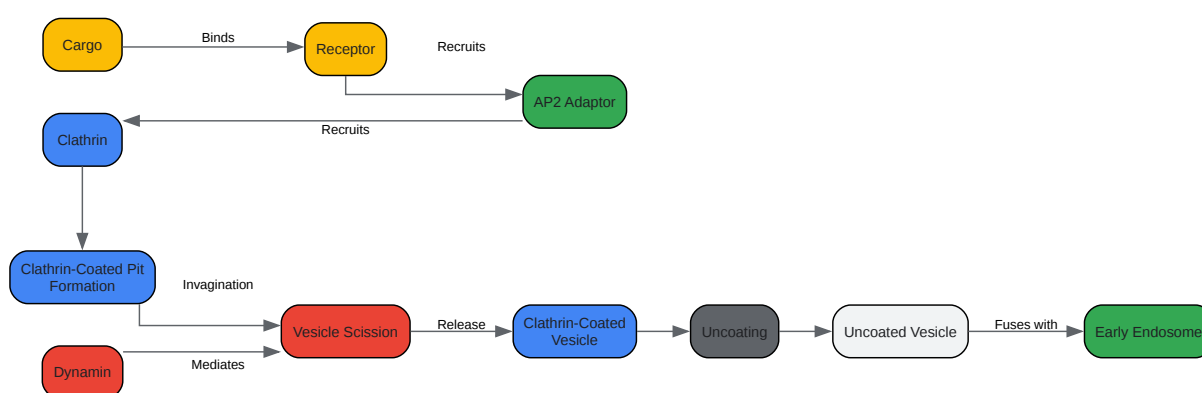 Cargo
Binds
Receptor
Recruits
AP2 Adaptor
Recruits
Clathrin
Clathrin-Coated Pit
Formation
Invagination
Vesicle Scission
Dynamin
Mediates
Release
Clathrin-Coated
Vesicle
Uncoating
Uncoated Vesicle
Fuses with
Early Endosome